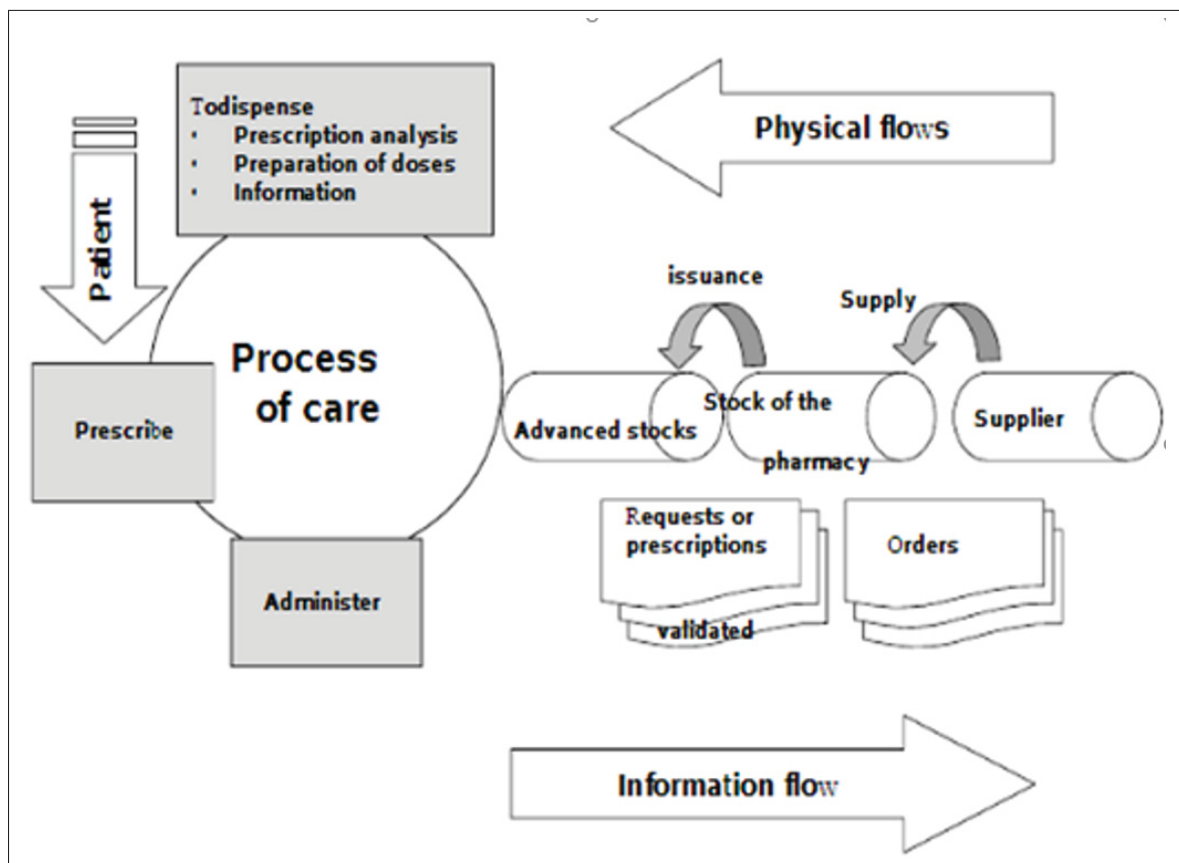 Todispense
• Prescription analysis
• Preparation of doses
• Information
Physical flows
Patient
issuance
Supply
Process
of care
Prescribe
Advanced stocks
Stock of the
pharmacy
Supplier
Requests or
prescriptions
validated
Orders
Administer
Information flow